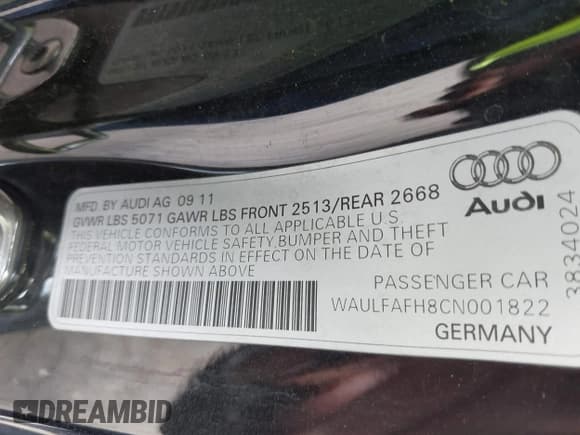 MFD. BY AUDI AG 09 11
GVWR LBS 5071 GAWR LBS FRONT 2513/REAR 2668
THIS VEHICLE CONFORMS TO ALL APPLICABLE
FEDERAL MOTOR VEHICLE SAFETY,BUMPER AND THEFT
PREVENTION STANDARDS IN EFFECT ON THE DATE OF
MANUFACTURE SHOWN ABOVE
Audi
PASSENGER CAR
WAULFAFH8CN001822
GERMANY
3834024
DREAMBID